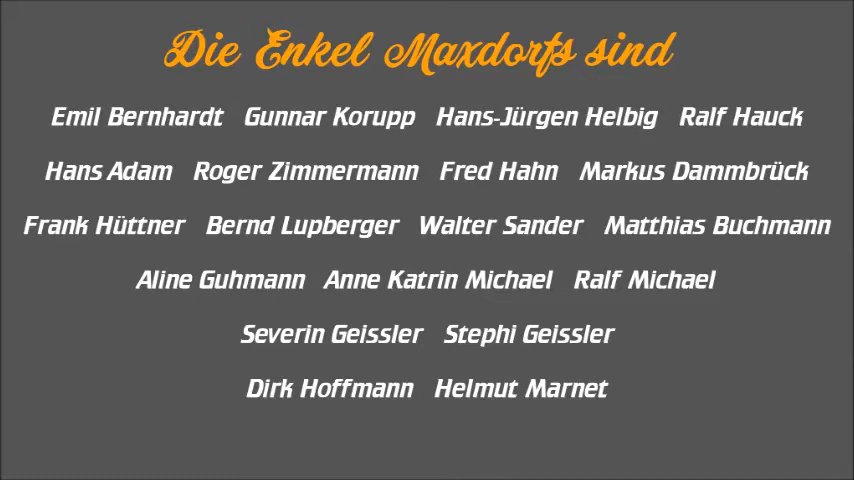 Die Enkel Maxdorfs sind
Emil Bernhardt Gunnar Korupp Hans-Jürgen Helbig Ralf Hauck
Hans Adam Roger Zimmermann Fred Hahn Markus Dammbrück
Frank Hüttner Bernd Lupberger Walter Sander Matthias Buchmann
Aline Guhmann Anne Katrin Michael Ralf Michael
Severin Geissler Stephi Geissler
Dirk Hoffmann Helmut Marnet